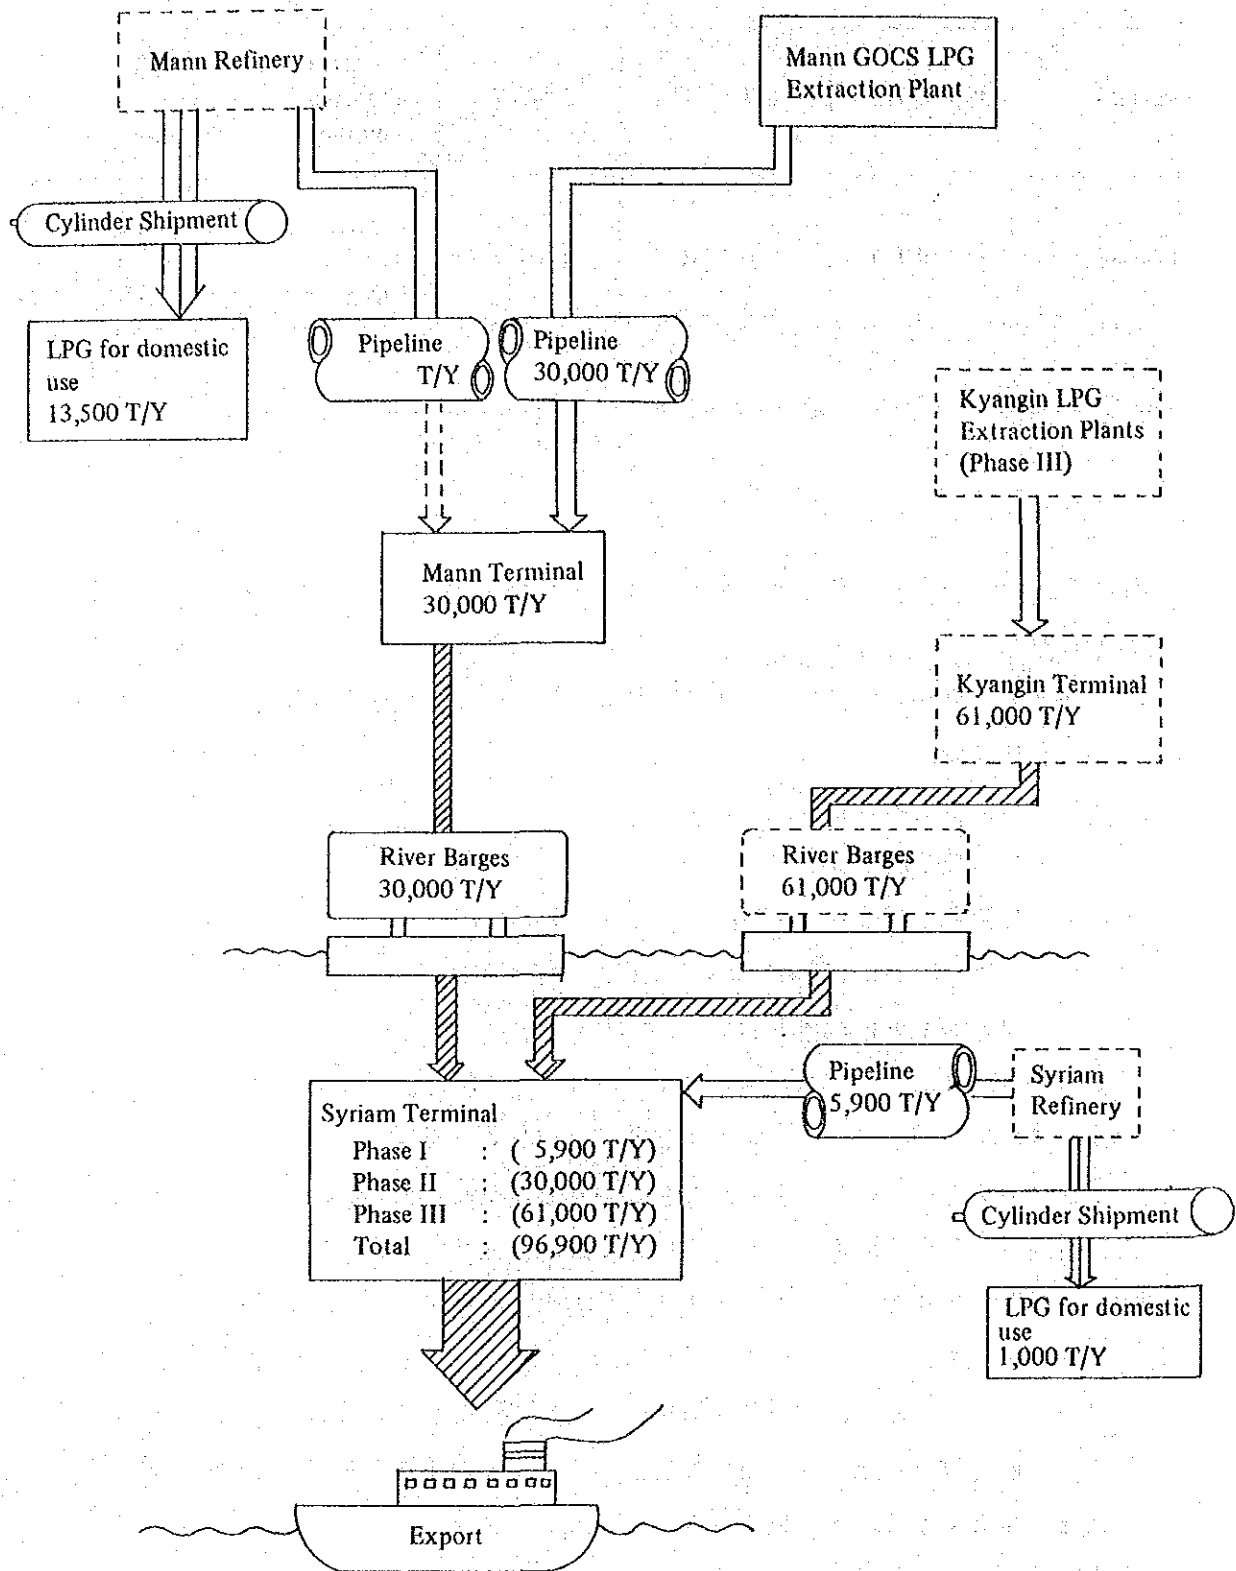 Mann Refinery
Mann GOCS LPG
Extraction Plant
Cylinder Shipment
LPG for domestic
use
13,500 T/Y
Pipeline
T/Y
Pipeline
30,000 T/Y
Kyangin LPG
Extraction Plants
(Phase III)
Mann Terminal
30,000 T/Y
Kyangin Terminal
61,000 T/Y
River Barges
30,000 T/Y
River Barges
61,000 T/Y
Pipeline
5,900 T/Y
Syriam
Refinery
Syriam Terminal
Phase I : ( 5,900 T/Y)
Phase II : (30,000 T/Y)
Phase III : (61,000 T/Y)
Total : (96,900 T/Y)
Cylinder Shipment
LPG for domestic
use
1,000 T/Y
Export